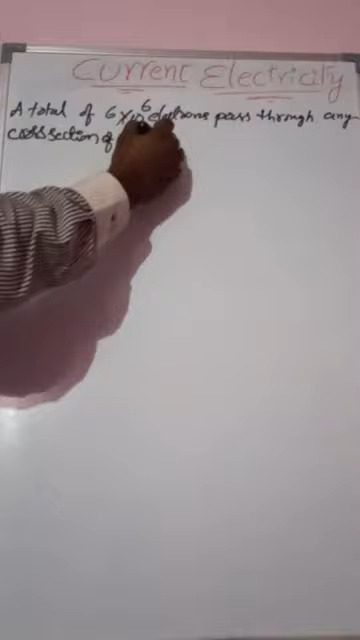 Current Electricity
A total of 6×10⁶ electrons pass through any
cross section of